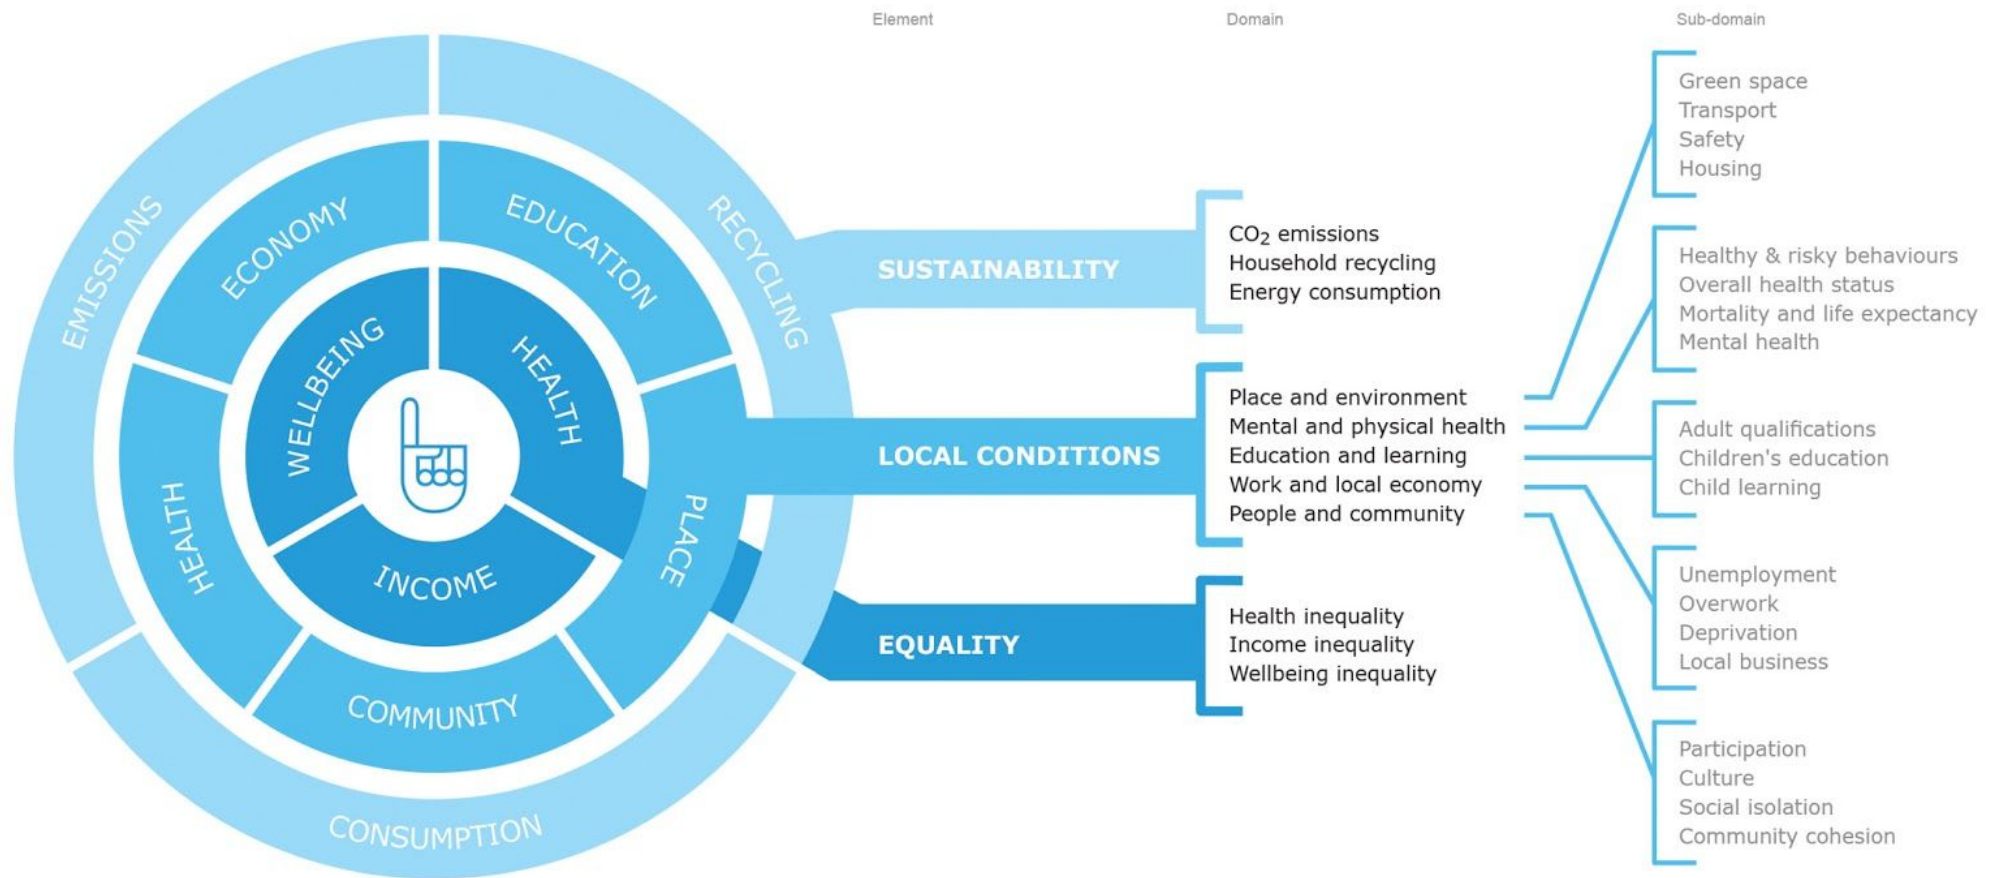 Element
Domain
Sub-domain
EMISSIONS
RECYCLING
CONSUMPTION
ECONOMY
EDUCATION
HEALTH
PLACE
COMMUNITY
WELLBEING
HEALTH
INCOME
SUSTAINABILITY
CO₂ emissions
Household recycling
Energy consumption
LOCAL CONDITIONS
Place and environment
Mental and physical health
Education and learning
Work and local economy
People and community
EQUALITY
Health inequality
Income inequality
Wellbeing inequality
Green space
Transport
Safety
Housing
Healthy & risky behaviours
Overall health status
Mortality and life expectancy
Mental health
Adult qualifications
Children's education
Child learning
Unemployment
Overwork
Deprivation
Local business
Participation
Culture
Social isolation
Community cohesion